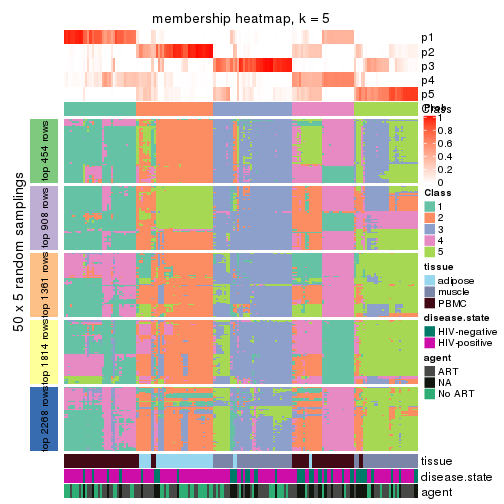 membership heatmap, k = 5
p1
p2
p3
p4
p5
Prob
Class
1
0.8
0.6
0.4
0.2
0
Class
1
2
3
4
5
tissue
adipose
muscle
PBMC
disease.state
HIV-negative
HIV-positive
agent
ART
NA
No ART
50 x 5 random samplings
top 454 rows
top 908 rows
top 1361 rows
top 1814 rows
top 2268 rows
tissue
disease.state
agent